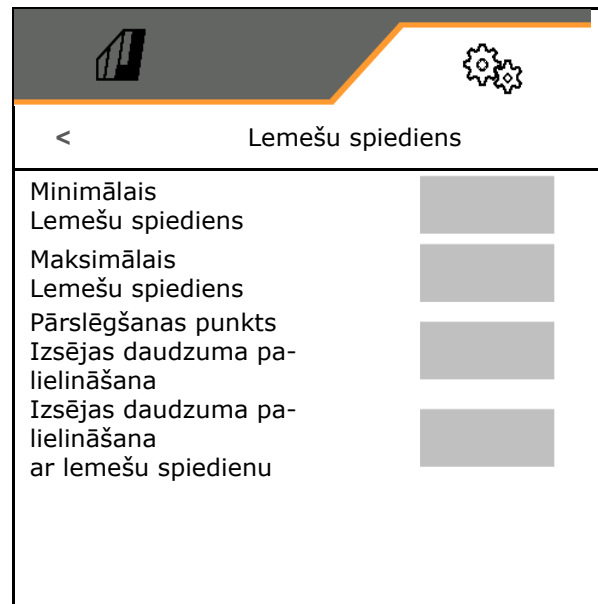 < Lemešu spiediens
Minimālais
Lemešu spiediens
Maksimālais
Lemešu spiediens
Pārslēgšanas punkts
Izsējas daudzuma pa-
lielināšana
Izsējas daudzuma pa-
lielināšana
ar lemešu spiedienu